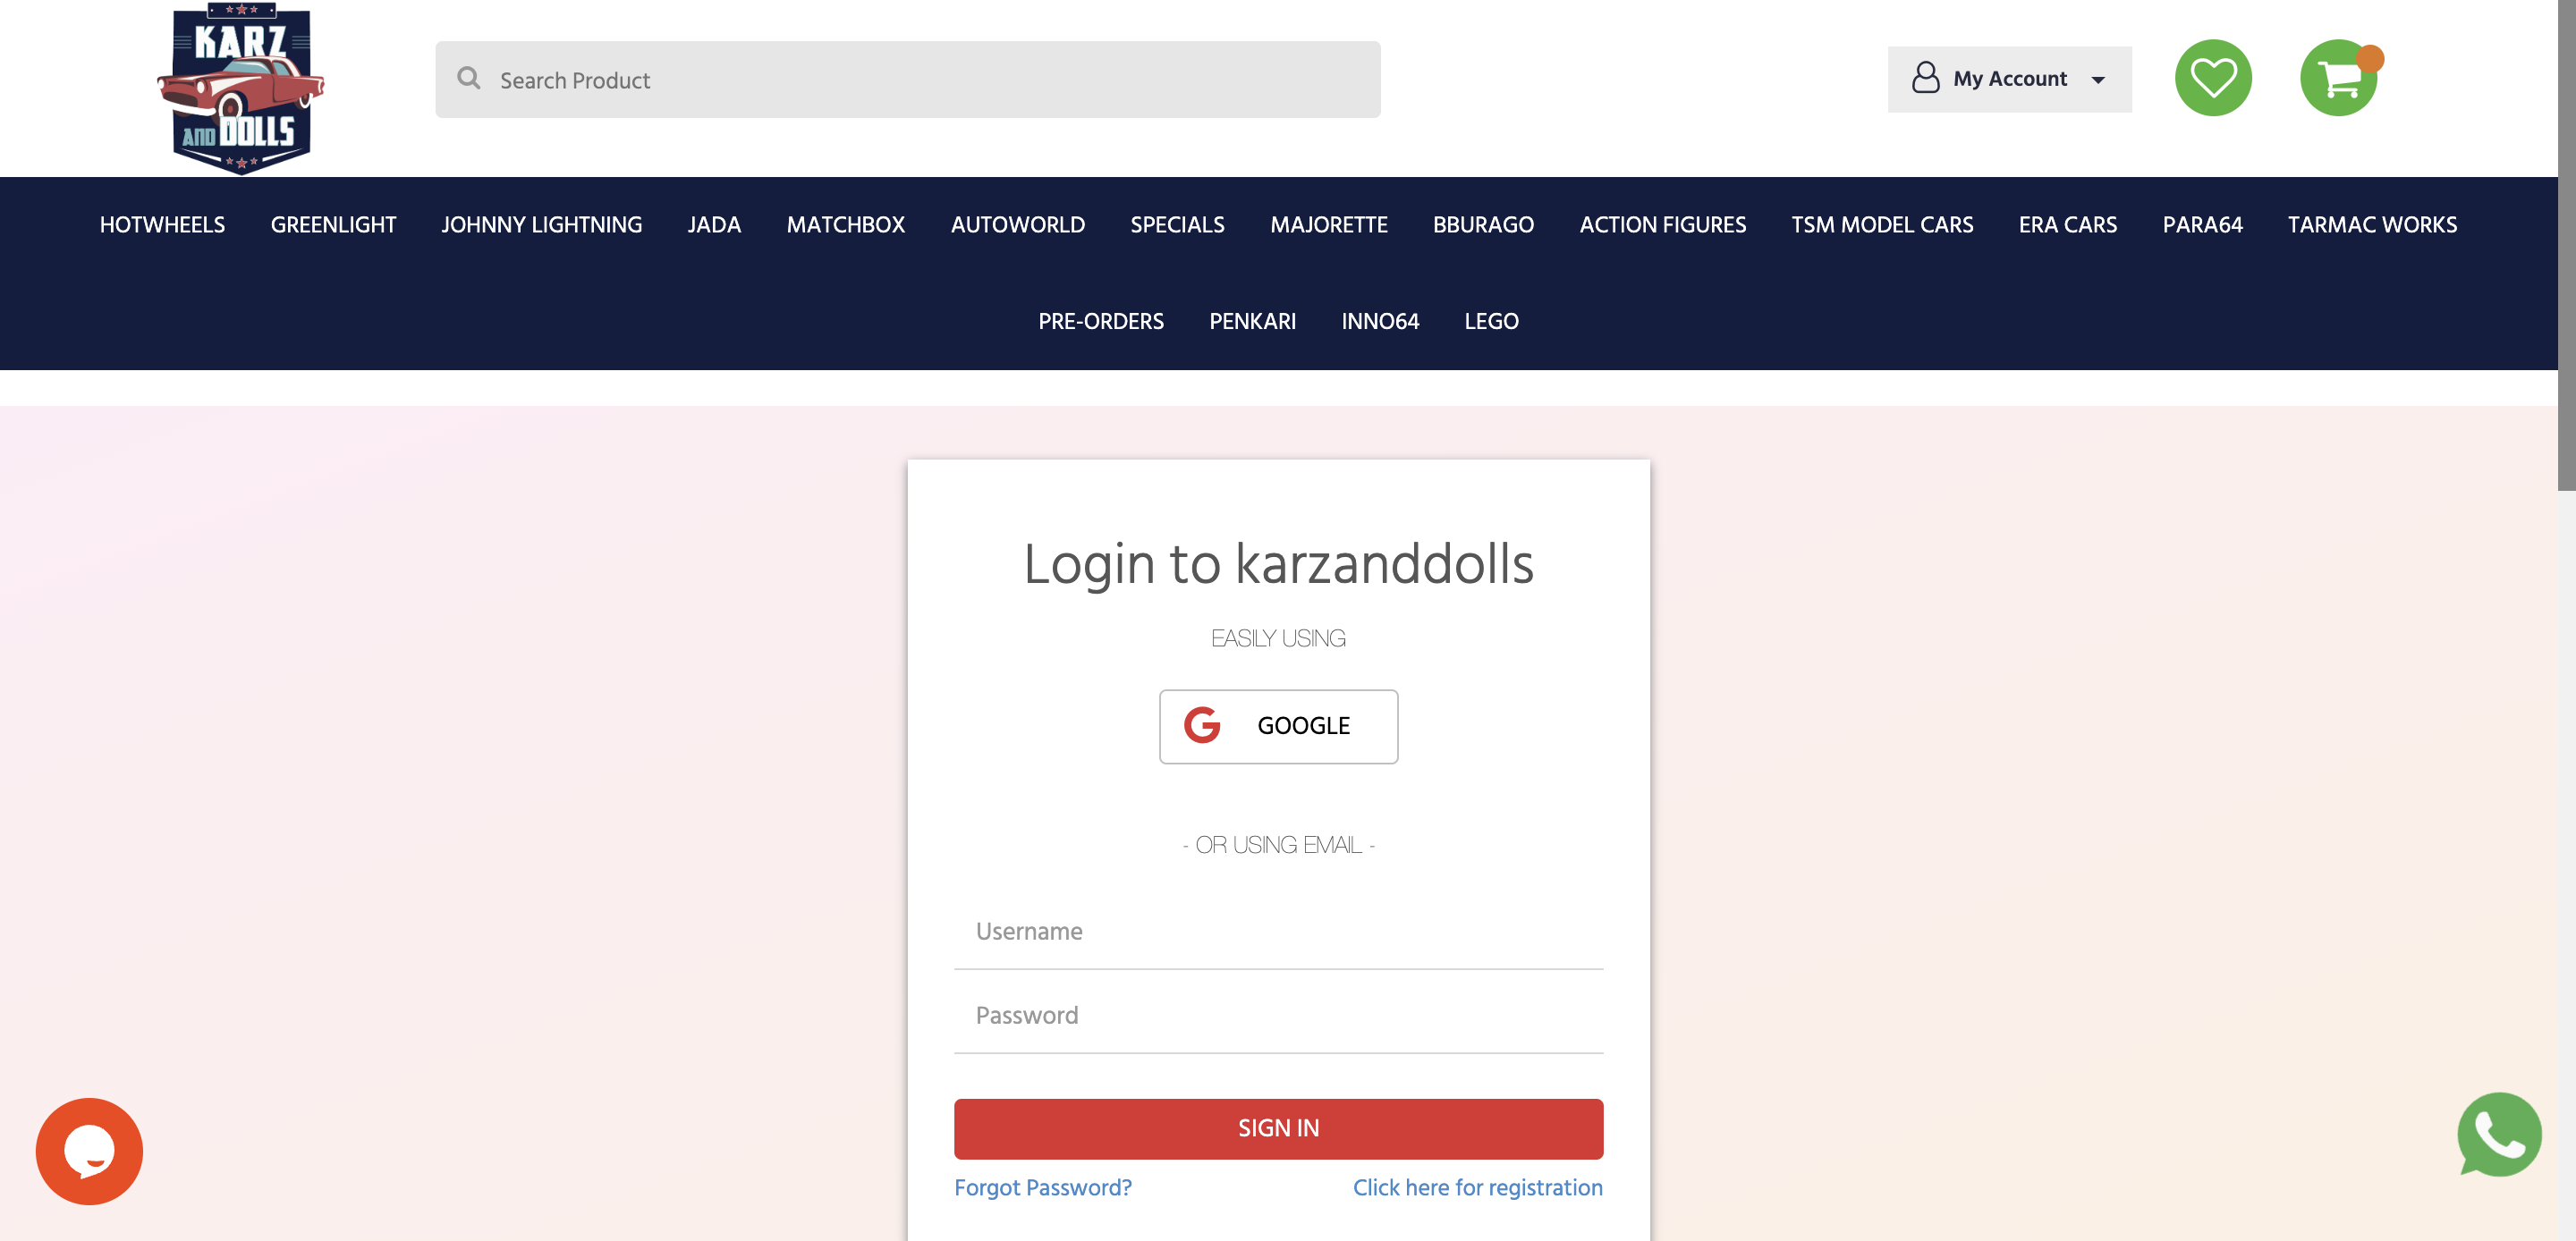 KARZ
AND DOLLS
Search Product
My Account
HOTWHEELS GREENLIGHT JOHNNY LIGHTNING JADA MATCHBOX AUTOWORLD SPECIALS MAJORETTE BBURAGO ACTION FIGURES TSM MODEL CARS ERA CARS PARA64 TARMAC WORKS
PRE-ORDERS PENKARI INNO64 LEGO
Login to karzanddolls
EASILY USING
GOOGLE
- OR USING EMAIL -
Username
Password
SIGN IN
Forgot Password? Click here for registration